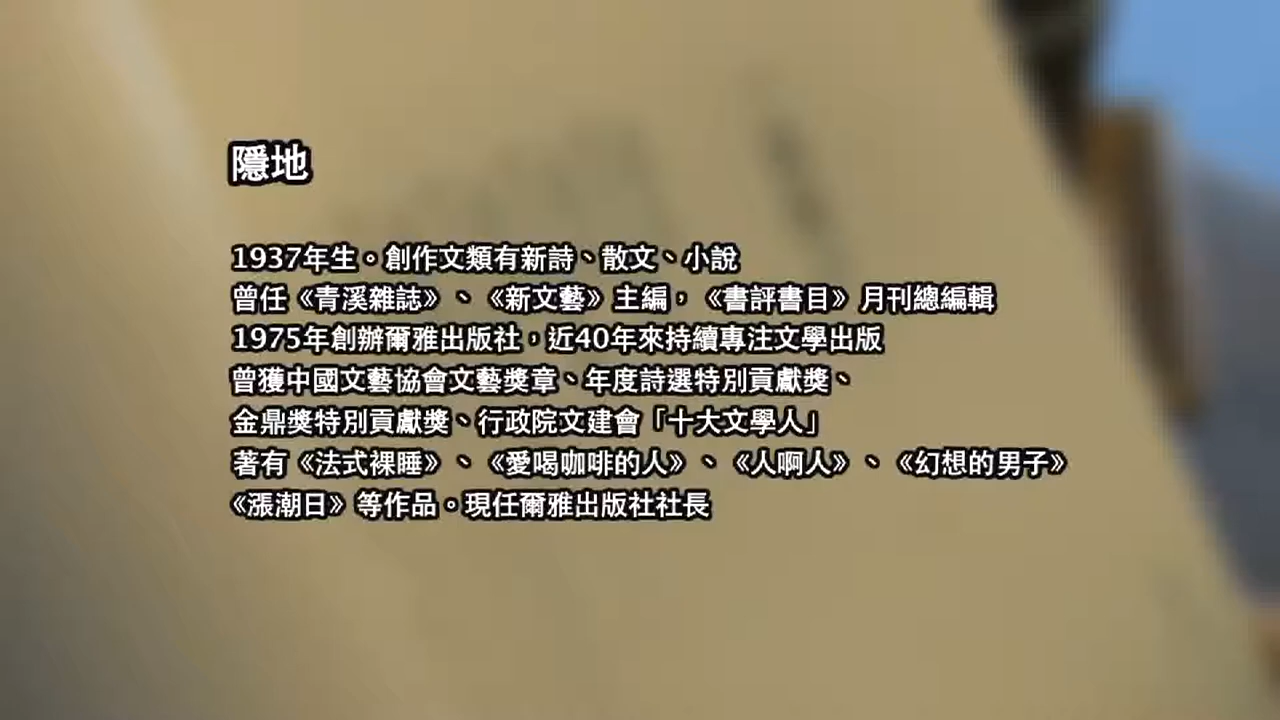 隱地
1937年生。創作文類有新詩、散文、小說
曾任《青溪雜誌》、《新文藝》主編，《書評書目》月刊總編輯
1975年創辦爾雅出版社，近40年來持續專注文學出版
曾獲中國文藝協會文藝獎章、年度詩選特別貢獻獎、
金鼎獎特別貢獻獎、行政院文建會「十大文學人」
著有《法式裸睡》、《愛喝咖啡的人》、《人啊人》、《幻想的男子》
《漲潮日》等作品。現任爾雅出版社社長